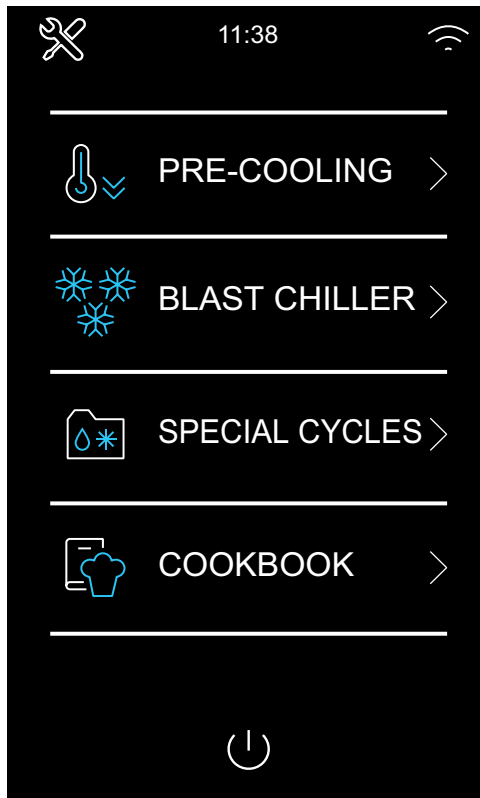 11:38
PRE-COOLING
BLAST CHILLER
SPECIAL CYCLES
COOKBOOK